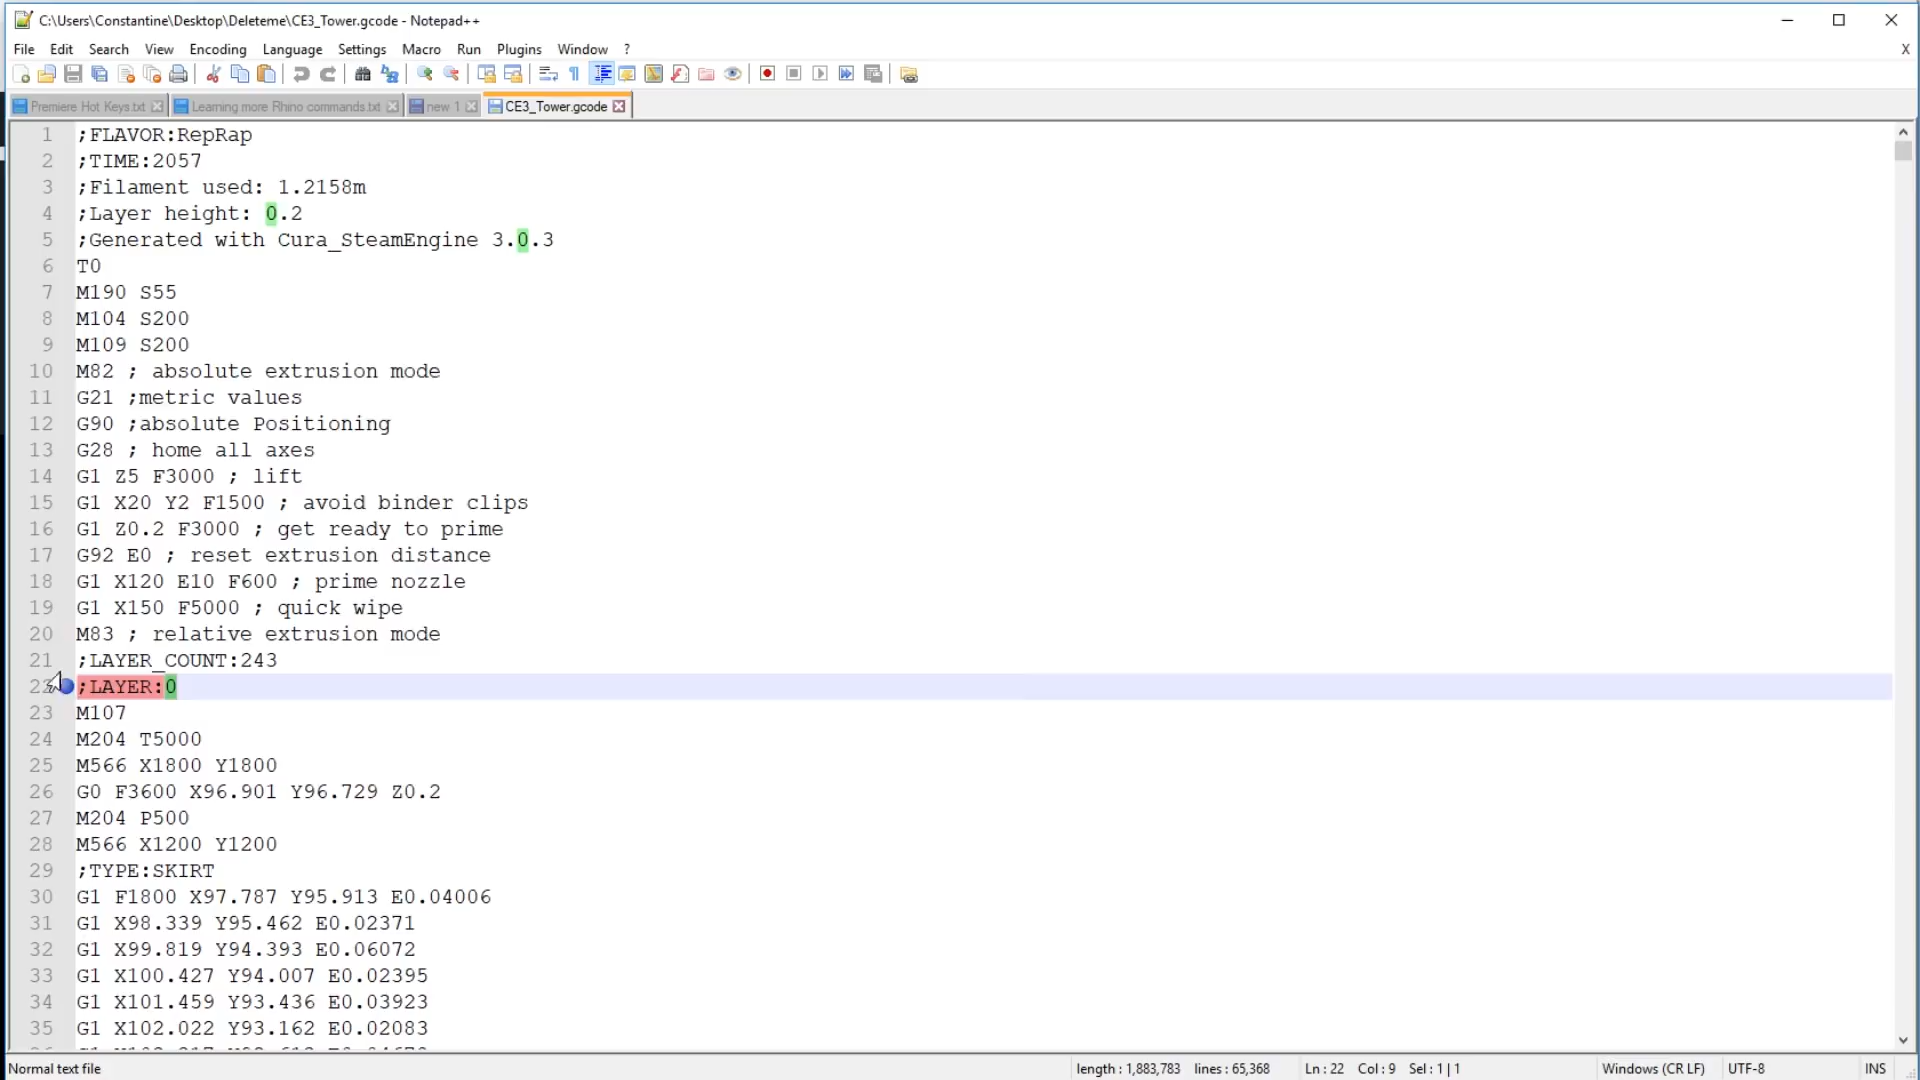 C:\Users\Constantine\Desktop\Deleteme\CE3_Tower.gcode - Notepad++
File Edit Search View Encoding Language Settings Macro Run Plugins Window ? X
Premiere Hot Keys.txt Learning more Rhino commands.txt new 1 CE3_Tower.gcode
1 ;FLAVOR:RepRap
2 ;TIME:2057
3 ;Filament used: 1.2158m
4 ;Layer height: 0.2
5 ;Generated with Cura_SteamEngine 3.0.3
6 T0
7 M190 S55
8 M104 S200
9 M109 S200
10 M82 ; absolute extrusion mode
11 G21 ;metric values
12 G90 ;absolute Positioning
13 G28 ; home all axes
14 G1 Z5 F3000 ; lift
15 G1 X20 Y2 F1500 ; avoid binder clips
16 G1 Z0.2 F3000 ; get ready to prime
17 G92 E0 ; reset extrusion distance
18 G1 X120 E10 F600 ; prime nozzle
19 G1 X150 F5000 ; quick wipe
20 M83 ; relative extrusion mode
21 ;LAYER_COUNT:243
22 ;LAYER:0
23 M107
24 M204 T5000
25 M566 X1800 Y1800
26 G0 F3600 X96.901 Y96.729 Z0.2
27 M204 P500
28 M566 X1200 Y1200
29 ;TYPE:SKIRT
30 G1 F1800 X97.787 Y95.913 E0.04006
31 G1 X98.339 Y95.462 E0.02371
32 G1 X99.819 Y94.393 E0.06072
33 G1 X100.427 Y94.007 E0.02395
34 G1 X101.459 Y93.436 E0.03923
35 G1 X102.022 Y93.162 E0.02083
Normal text file length : 1,883,783 lines : 65,368 Ln : 22 Col : 9 Sel : 1 | 1 Windows (CR LF) UTF-8 INS